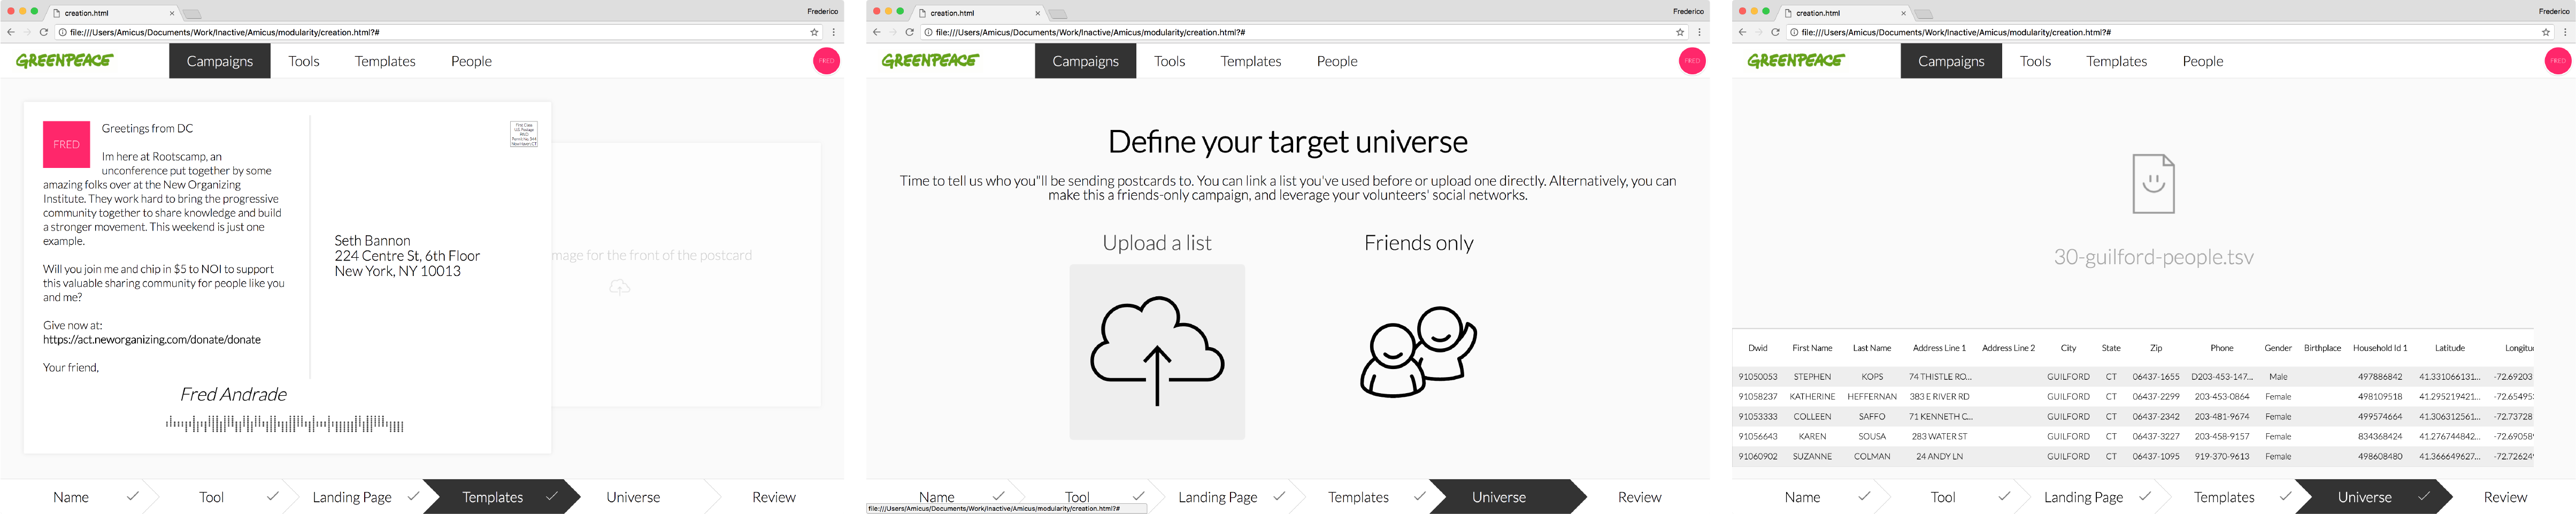 creation.html
Frederico
file:///Users/Amicus/Documents/Work/Inactive/Amicus/modularity/creation.html?#
GREENPEACE
Campaigns Tools Templates People
FRED
FRED
Greetings from DC
Im here at Rootscamp, an
unconference put together by some
amazing folks over at the New Organizing
Institute. They work hard to bring the progressive
community together to share knowledge and build
a stronger movement. This weekend is just one
example.
Will you join me and chip in $5 to NOI to support
this valuable sharing community for people like you
and me?
Give now at:
https://act.neworganizing.com/donate/donate
Your friend,
Fred Andrade
First Class
US Postage
PAID
Permit No. 344
New Haven CT
Seth Bannon
224 Centre St, 6th Floor
New York, NY 10013
mage for the front of the postcard
Name Tool Landing Page Templates Universe Review
creation.html
Frederico
file:///Users/Amicus/Documents/Work/Inactive/Amicus/modularity/creation.html?#
GREENPEACE
Campaigns Tools Templates People
FRED
Define your target universe
Time to tell us who you"ll be sending postcards to. You can link a list you've used before or upload one directly. Alternatively, you can
make this a friends-only campaign, and leverage your volunteers' social networks.
Upload a list Friends only
Name Tool Landing Page Templates Universe Review
file:///Users/Amicus/Documents/Work/Inactive/Amicus/modularity/creation.html?#
creation.html
Frederico
file:///Users/Amicus/Documents/Work/Inactive/Amicus/modularity/creation.html?#
GREENPEACE
Campaigns Tools Templates People
FRED
30-guilford-people.tsv
Dwid First Name Last Name Address Line 1 Address Line 2 City State Zip Phone Gender Birthplace Household Id 1 Latitude Longitu
91050053 STEPHEN KOPS 74 THISTLE RO... GUILFORD CT 06437-1655 D203-453-147... Male 497886842 41.331066131... -72.69203
91058237 KATHERINE HEFFERNAN 383 E RIVER RD GUILFORD CT 06437-2299 203-453-0864 Female 498109518 41.295219421... -72.65495
91053333 COLLEEN SAFFO 71 KENNETH C... GUILFORD CT 06437-2342 203-481-9674 Female 499574664 41.306312561... -72.73728
91056643 KAREN SOUSA 283 WATER ST GUILFORD CT 06437-3227 203-458-9157 Female 834368424 41.276744842... -72.69058
91060902 SUZANNE COLMAN 24 ANDY LN GUILFORD CT 06437-1095 919-370-9613 Female 498608480 41.366649627... -72.72624
Name Tool Landing Page Templates Universe Review